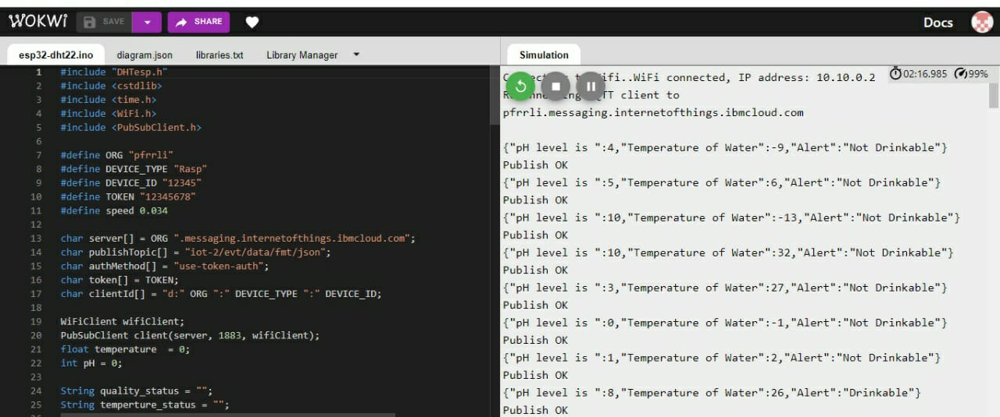 WOKWi SAVE SHARE Docs
esp32-dht22.ino diagram.json libraries.txt Library Manager
1 #include "DHTesp.h"
2 #include <cstdlib>
3 #include <time.h>
4 #include <WiFi.h>
5 #include <PubSubClient.h>
6
7 #define ORG "pfrrli"
8 #define DEVICE_TYPE "Rasp"
9 #define DEVICE_ID "12345"
10 #define TOKEN "12345678"
11 #define speed 0.034
12
13 char server[] = ORG ".messaging.internetofthings.ibmcloud.com";
14 char publishTopic[] = "iot-2/evt/data/fmt/json";
15 char authMethod[] = "use-token-auth";
16 char token[] = TOKEN;
17 char clientId[] = "d:" ORG ":" DEVICE_TYPE ":" DEVICE_ID;
18
19 WiFiClient wifiClient;
20 PubSubClient client(server, 1883, wifiClient);
21 float temperature  = 0;
22 int pH = 0;
23
24 String quality_status = "";
25 String temperture_status = "";
Simulation
02:16.985 99%
ifi..WiFi connected, IP address: 10.10.0.2
TT client to
pfrrli.messaging.internetofthings.ibmcloud.com
{"pH level is ":4,"Temperature of Water":-9,"Alert":"Not Drinkable"}
Publish OK
{"pH level is ":5,"Temperature of Water":6,"Alert":"Not Drinkable"}
Publish OK
{"pH level is ":10,"Temperature of Water":-13,"Alert":"Not Drinkable"}
Publish OK
{"pH level is ":10,"Temperature of Water":32,"Alert":"Not Drinkable"}
Publish OK
{"pH level is ":3,"Temperature of Water":27,"Alert":"Not Drinkable"}
Publish OK
{"pH level is ":0,"Temperature of Water":-1,"Alert":"Not Drinkable"}
Publish OK
{"pH level is ":1,"Temperature of Water":2,"Alert":"Not Drinkable"}
Publish OK
{"pH level is ":8,"Temperature of Water":26,"Alert":"Drinkable"}
Publish OK